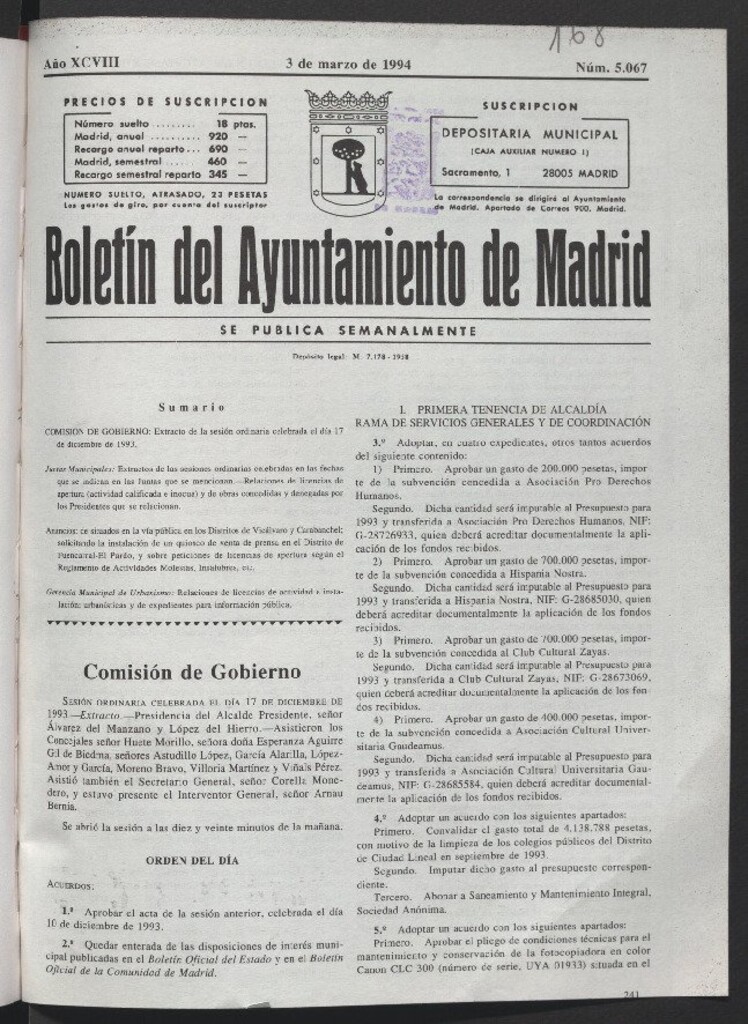 168
Año XCVIII
3 de marzo de 1994
Núm. 5.067
PRECIOS DE SUSCRIPCION
Número suelto ......... 18 ptas.
Madrid, anual .......... 920 —
Recargo anual reparto ... 690 —
Madrid, semestral ...... 460 —
Recargo semestral reparto 345 —
NUMERO SUELTO, ATRASADO, 23 PESETAS
Los gastos de giro, por cuenta del suscriptor
SUSCRIPCION
DEPOSITARIA MUNICIPAL
(CAJA AUXILIAR NUMERO 1)
Sacramento, 1 28005 MADRID
La correspondencia se dirigirá al Ayuntamiento
de Madrid. Apartado de Correos 900. Madrid.
Boletín del Ayuntamiento de Madrid
SE PUBLICA SEMANALMENTE
Depósito legal: M. 7.178 - 1958
Sumario
COMISION DE GOBIERNO: Extracto de la sesión ordinaria celebrada el día 17
de diciembre de 1993.
Juntas Municipales: Extractos de las sesiones ordinarias celebradas en las fechas
que se indican en las Juntas que se mencionan.—Relaciones de licencias de
apertura (actividad calificada e inocua) y de obras concedidas y denegadas por
los Presidentes que se relacionan.
Anuncios: de situados en la vía pública en los Distritos de Vicálvaro y Carabanchel;
solicitando la instalación de un quiosco de venta de prensa en el Distrito de
Fuencarral-El Pardo, y sobre peticiones de licencias de apertura según el
Reglamento de Actividades Molestas, Insalubres, etc.
Gerencia Municipal de Urbanismo: Relaciones de licencias de actividad e insta-
lación urbanísticas y de expedientes para información pública.
Comisión de Gobierno
SESIÓN ORDINARIA CELEBRADA EL DÍA 17 DE DICIEMBRE DE
1993.—Extracto.—Presidencia del Alcalde Presidente, señor
Álvarez del Manzano y López del Hierro.—Asistieron los
Concejales señor Huete Morillo, señora doña Esperanza Aguirre
Gil de Biedma, señores Astudillo López, García Alarilla, López-
Amor y García, Moreno Bravo, Villoria Martínez y Viñals Pérez.
Asistió también el Secretario General, señor Corella Mone-
dero, y estuvo presente el Interventor General, señor Arnau
Bernia.
Se abrió la sesión a las diez y veinte minutos de la mañana.
ORDEN DEL DÍA
ACUERDOS:
1.º Aprobar el acta de la sesión anterior, celebrada el día
10 de diciembre de 1993.
2.º Quedar enterada de las disposiciones de interés muni-
cipal publicadas en el Boletín Oficial del Estado y en el Boletín
Oficial de la Comunidad de Madrid.
I. PRIMERA TENENCIA DE ALCALDÍA
RAMA DE SERVICIOS GENERALES Y DE COORDINACIÓN
3.º Adoptar, en cuatro expedientes, otros tantos acuerdos
del siguiente contenido:
1) Primero. Aprobar un gasto de 200.000 pesetas, impor-
te de la subvención concedida a Asociación Pro Derechos
Humanos.
Segundo. Dicha cantidad será imputable al Presupuesto para
1993 y transferida a Asociación Pro Derechos Humanos, NIF:
G-28726933, quien deberá acreditar documentalmente la apli-
cación de los fondos recibidos.
2) Primero. Aprobar un gasto de 700.000 pesetas, impor-
te de la subvención concedida a Hispania Nostra.
Segundo. Dicha cantidad será imputable al Presupuesto para
1993 y transferida a Hispania Nostra, NIF: G-28685030, quien
deberá acreditar documentalmente la aplicación de los fondos
recibidos.
3) Primero. Aprobar un gasto de 700.000 pesetas, impor-
te de la subvención concedida al Club Cultural Zayas.
Segundo. Dicha cantidad será imputable al Presupuesto para
1993 y transferida a Club Cultural Zayas, NIF: G-28673069,
quien deberá acreditar documentalmente la aplicación de los fon-
dos recibidos.
4) Primero. Aprobar un gasto de 400.000 pesetas, impor-
te de la subvención concedida a Asociación Cultural Univer-
sitaria Gaudeamus.
Segundo. Dicha cantidad será imputable al Presupuesto para
1993 y transferida a Asociación Cultural Universitaria Gau-
deamus, NIF: G-28685584, quien deberá acreditar documental-
mente la aplicación de los fondos recibidos.
4.º Adoptar un acuerdo con los siguientes apartados:
Primero. Convalidar el gasto total de 4.138.788 pesetas,
con motivo de la limpieza de los colegios públicos del Distrito
de Ciudad Lineal en septiembre de 1993.
Segundo. Imputar dicho gasto al presupuesto correspon-
diente.
Tercero. Abonar a Saneamiento y Mantenimiento Integral,
Sociedad Anónima.
5.º Adoptar un acuerdo con los siguientes apartados:
Primero. Aprobar el pliego de condiciones técnicas para el
mantenimiento y conservación de la fotocopiadora en color
Canon CLC 300 (número de serie, UYA 01933) situada en el
241